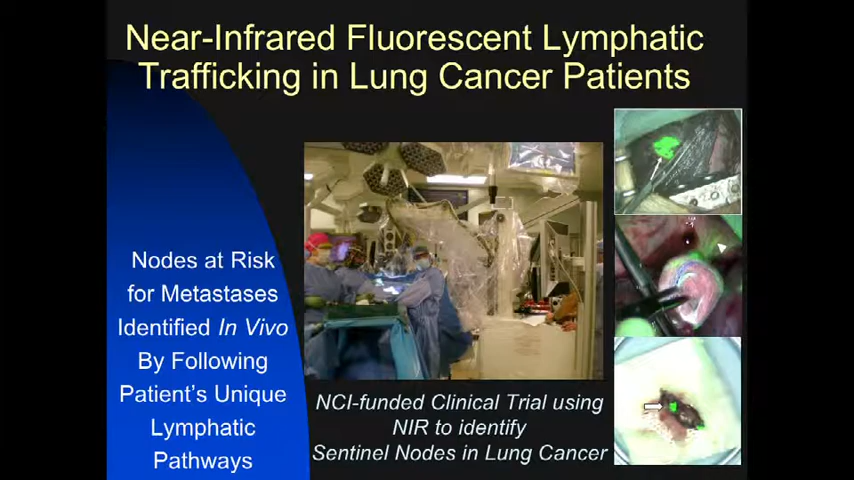 Near-Infrared Fluorescent Lymphatic
Trafficking in Lung Cancer Patients
Nodes at Risk
for Metastases
Identified In Vivo
By Following
Patient's Unique
Lymphatic
Pathways
NCI-funded Clinical Trial using
NIR to identify
Sentinel Nodes in Lung Cancer